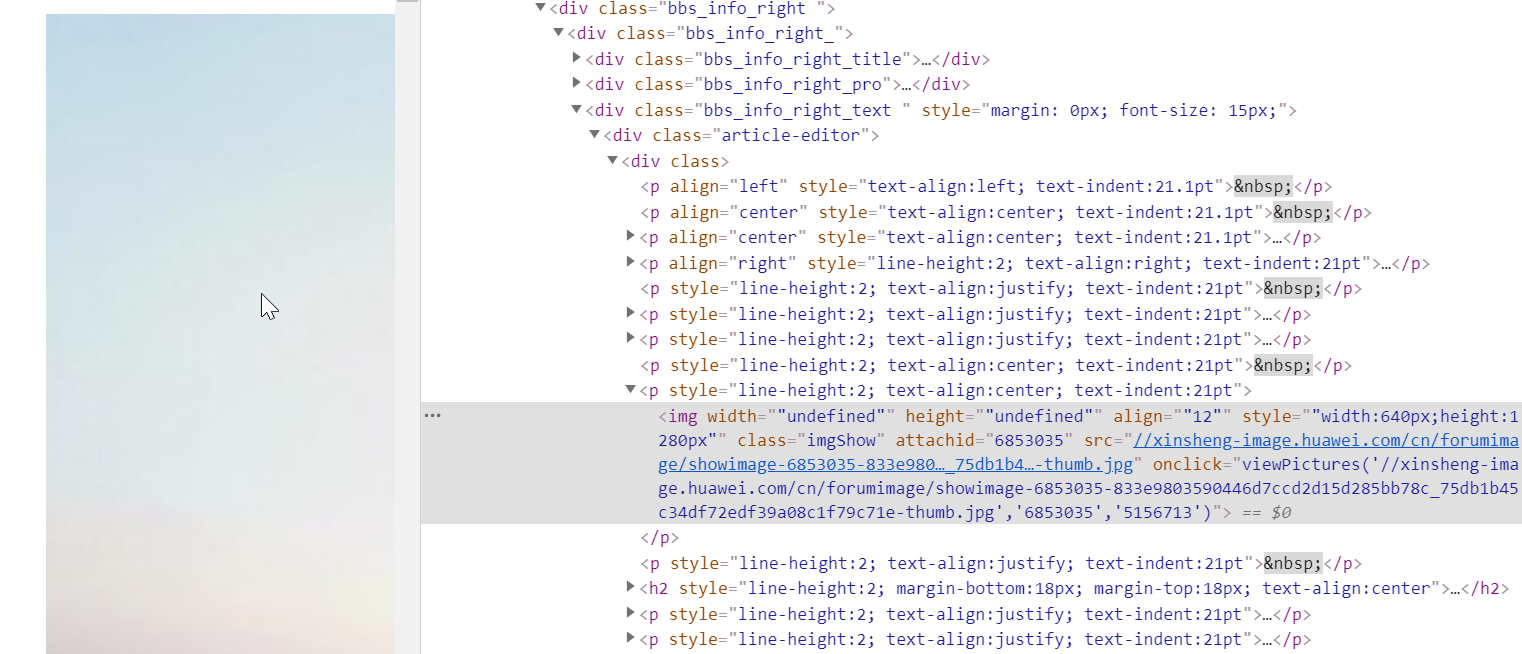 ▼<div class="bbs_info_right ">
▼<div class="bbs_info_right_">
▶<div class="bbs_info_right_title">…</div>
▶<div class="bbs_info_right_pro">…</div>
▼<div class="bbs_info_right_text " style="margin: 0px; font-size: 15px;">
▼<div class="article-editor">
▼<div class>
<p align="left" style="text-align:left; text-indent:21.1pt">&nbsp;</p>
<p align="center" style="text-align:center; text-indent:21.1pt">&nbsp;</p>
▶<p align="center" style="text-align:center; text-indent:21.1pt">…</p>
▶<p align="right" style="line-height:2; text-align:right; text-indent:21pt">…</p>
<p style="line-height:2; text-align:justify; text-indent:21pt">&nbsp;</p>
▶<p style="line-height:2; text-align:justify; text-indent:21pt">…</p>
▶<p style="line-height:2; text-align:justify; text-indent:21pt">…</p>
<p style="line-height:2; text-align:center; text-indent:21pt">&nbsp;</p>
▼<p style="line-height:2; text-align:center; text-indent:21pt">
… <img width=""undefined"" height=""undefined"" align=""12"" style=""width:640px;height:1
280px"" class="imgShow" attachid="6853035" src="//xinsheng-image.huawei.com/cn/forumima
ge/showimage-6853035-833e980…_75db1b4…-thumb.jpg" onclick="viewPictures('//xinsheng-ima
ge.huawei.com/cn/forumimage/showimage-6853035-833e9803590446d7ccd2d15d285bb78c_75db1b45
c34df72edf39a08c1f79c71e-thumb.jpg','6853035','5156713')"> == $0
</p>
<p style="line-height:2; text-align:justify; text-indent:21pt">&nbsp;</p>
▶<h2 style="line-height:2; margin-bottom:18px; margin-top:18px; text-align:center">…</h2>
▶<p style="line-height:2; text-align:justify; text-indent:21pt">…</p>
▶<p style="line-height:2; text-align:justify; text-indent:21pt">…</p>